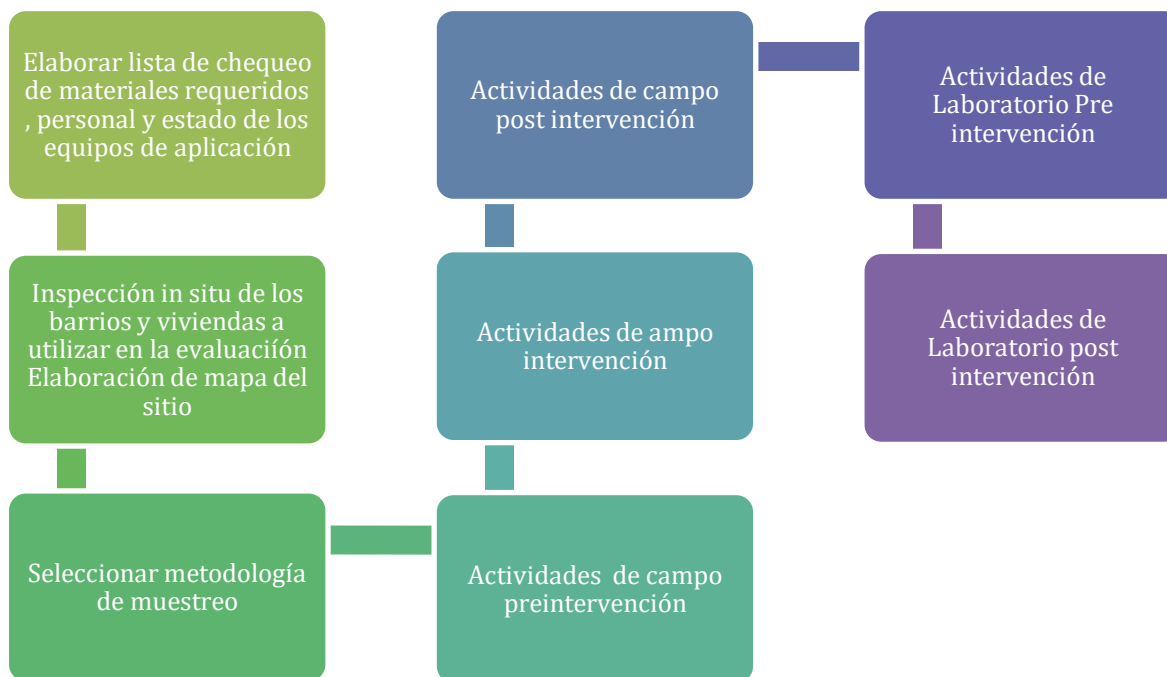 Elaborar lista de chequeo
de materiales requeridos
, personal y estado de los
equipos de aplicación
Inspección in situ de los
barrios y viviendas a
utilizar en la evaluaciíón
Elaboración de mapa del
sitio
Seleccionar metodología
de muestreo
Actividades de campo
preintervención
Actividades de ampo
intervención
Actividades de campo
post intervención
Actividades de
Laboratorio Pre
intervención
Actividades de
Laboratorio post
intervención